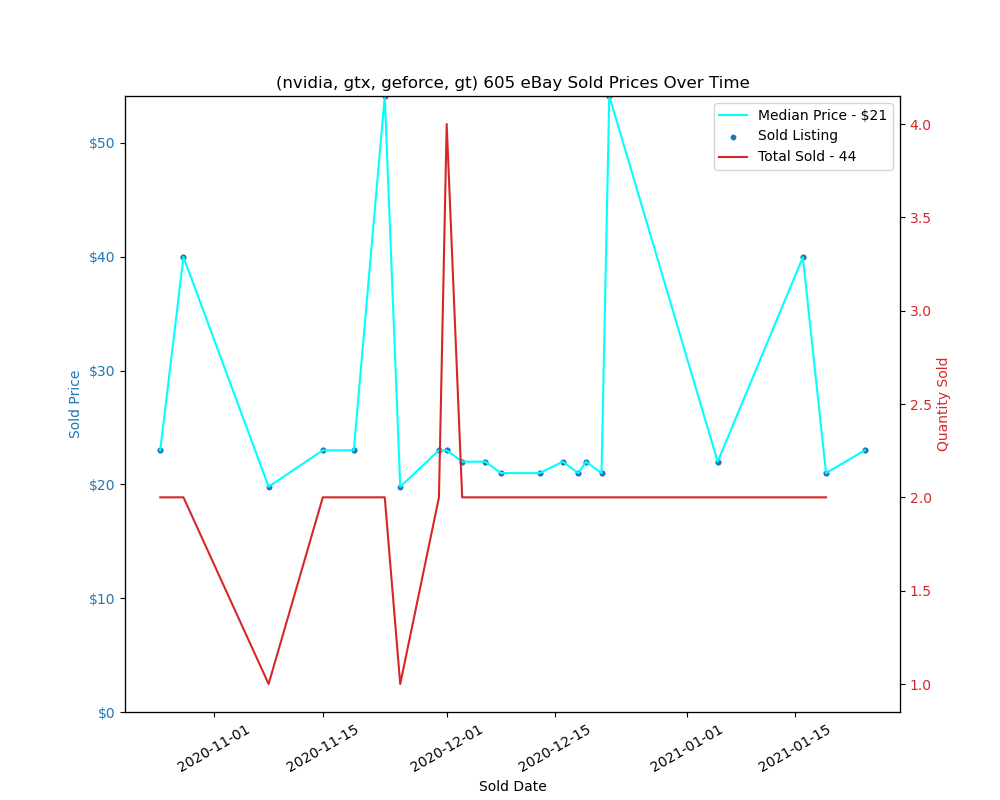 (nvidia, gtx, geforce, gt) 605 eBay Sold Prices Over Time
Median Price - $21
Sold Listing
Total Sold - 44
$50
$40
$30
$20
$10
$0
Sold Price
4.0
3.5
3.0
2.5
2.0
1.5
1.0
Quantity Sold
2020-11-01
2020-11-15
2020-12-01
2020-12-15
2021-01-01
2021-01-15
Sold Date